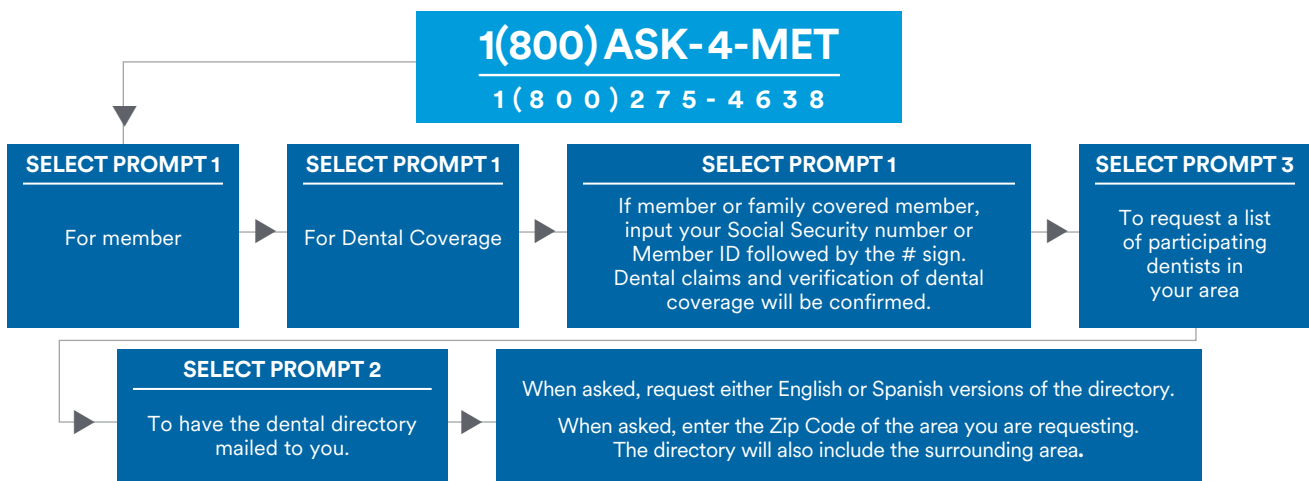 1(800) ASK-4-MET
1(800)275-4638
SELECT PROMPT 1
For member
SELECT PROMPT 1
For Dental Coverage
SELECT PROMPT 1
If member or family covered member,
input your Social Security number or
Member ID followed by the # sign.
Dental claims and verification of dental
coverage will be confirmed.
SELECT PROMPT 3
To request a list
of participating
dentists in
your area
SELECT PROMPT 2
To have the dental directory
mailed to you.
When asked, request either English or Spanish versions of the directory.
When asked, enter the Zip Code of the area you are requesting.
The directory will also include the surrounding area.